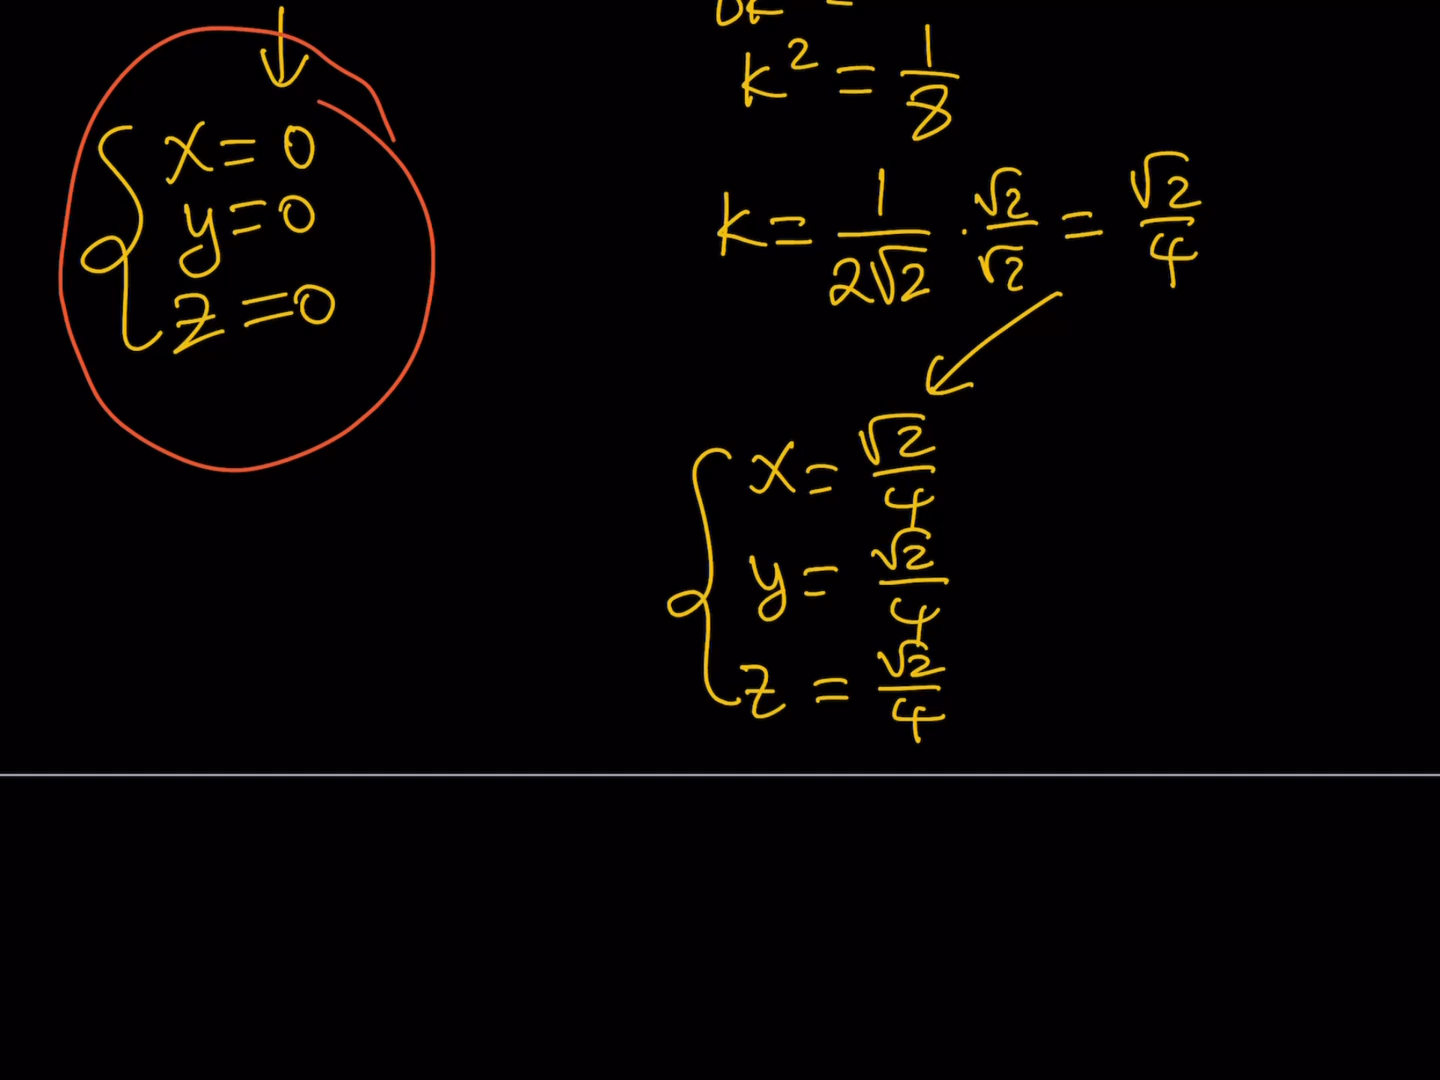 x=0
y=0
z=0
k² = 1/8
k = 1/(2√2) · √2/√2 = √2/4
x = √2/4
y = √2/4
z = √2/4